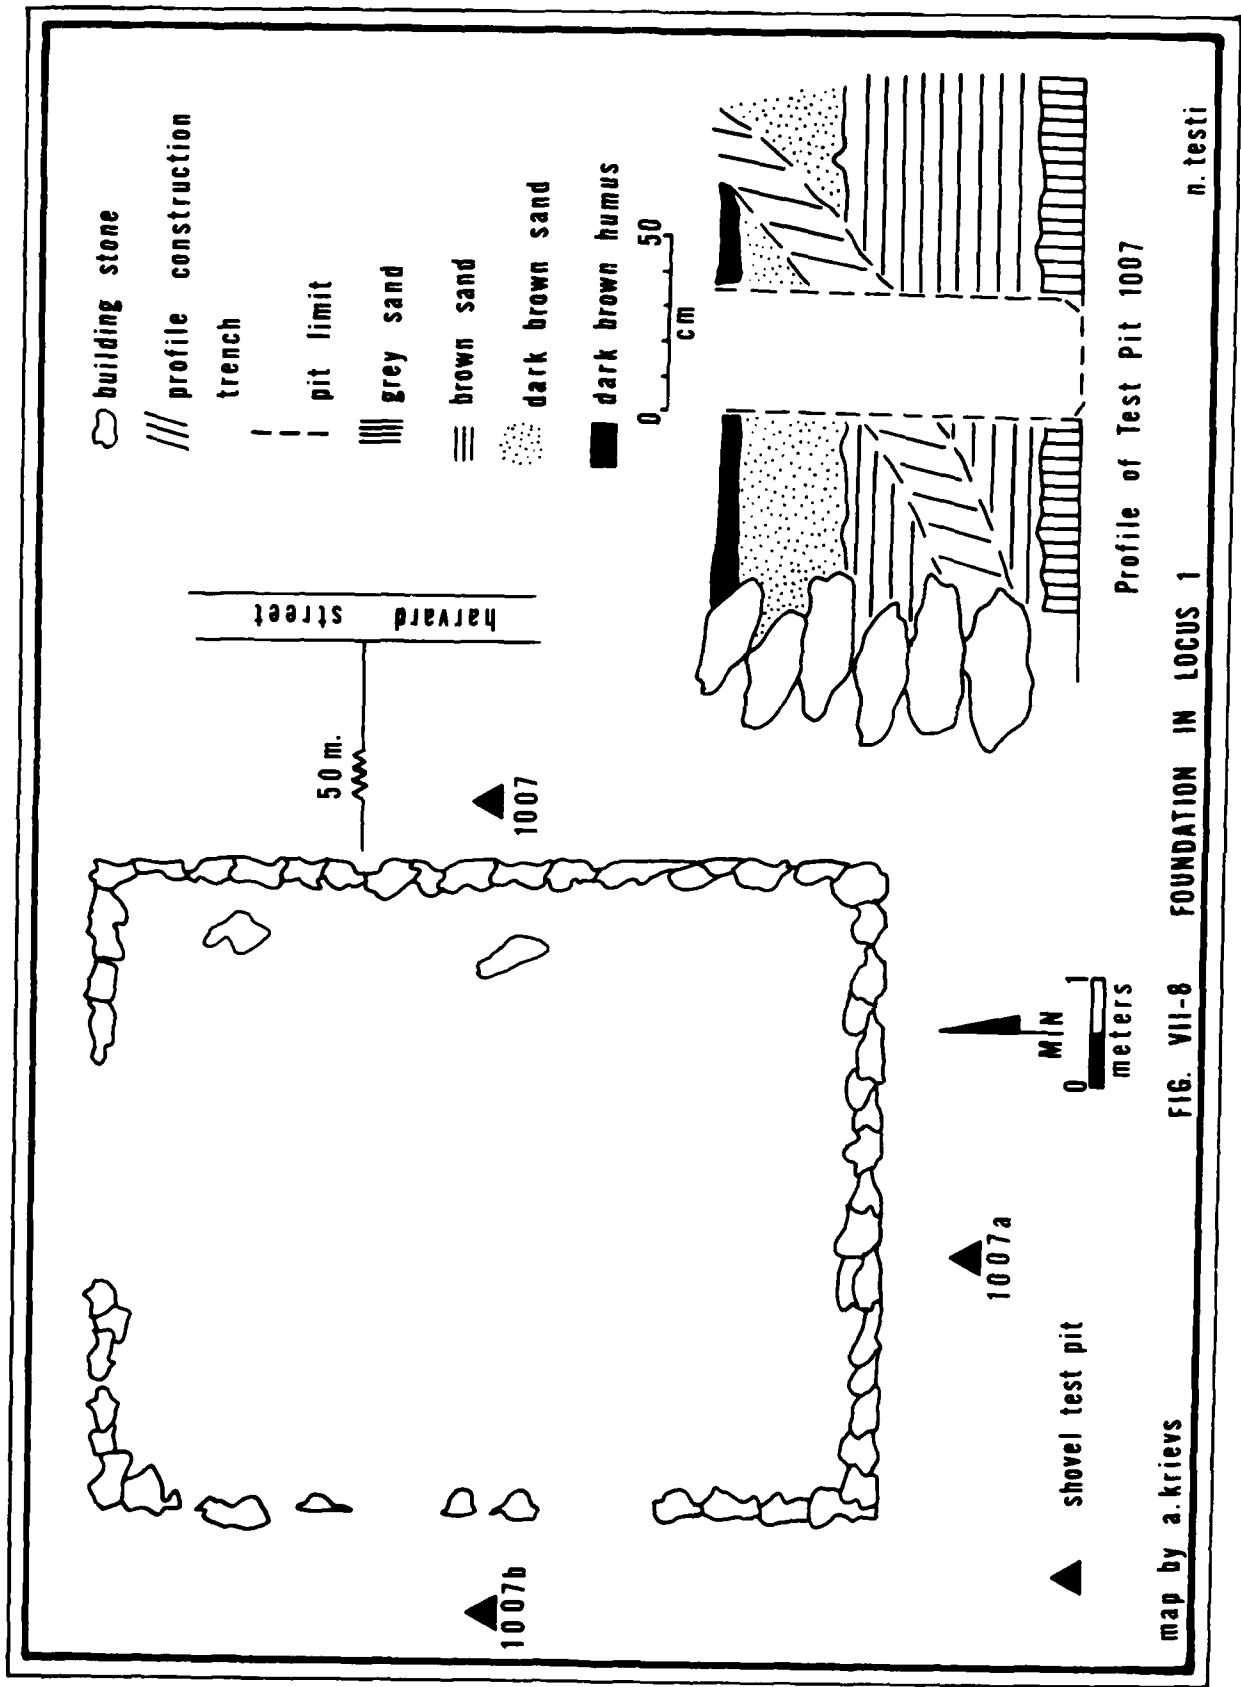 building stone
profile construction
trench
pit limit
grey sand
brown sand
dark brown sand
dark brown humus
0 50
cm
harvard street
50 m.
1007
1007a
1007b
MN
0 1
meters
shovel test pit
Profile of Test Pit 1007
map by a.krievs
FIG. VII-8 FOUNDATION IN LOCUS 1
n.testi